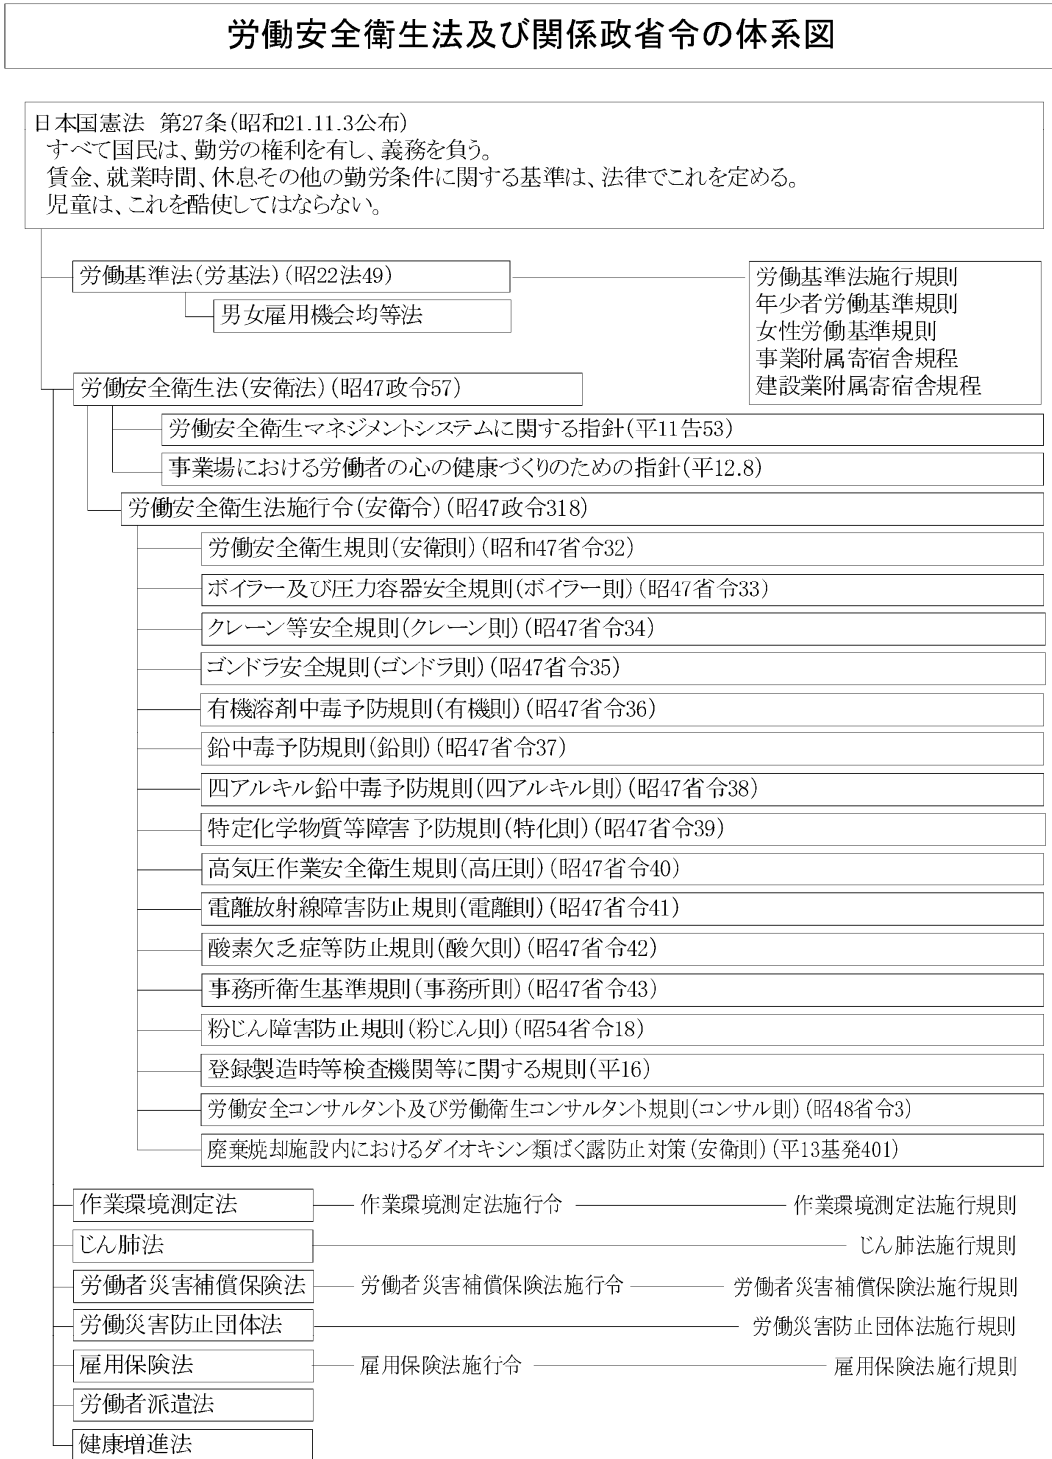 労働安全衛生法及び関係政省令の体系図
日本国憲法 第27条(昭和21.11.3公布)
すべて国民は、勤労の権利を有し、義務を負う。
賃金、就業時間、休息その他の勤労条件に関する基準は、法律でこれを定める。
児童は、これを酷使してはならない。
労働基準法(労基法)(昭22法49)
男女雇用機会均等法
労働基準法施行規則
年少者労働基準規則
女性労働基準規則
事業附属寄宿舎規程
建設業附属寄宿舎規程
労働安全衛生法(安衛法)(昭47政令57)
労働安全衛生マネジメントシステムに関する指針(平11告53)
事業場における労働者の心の健康づくりのための指針(平12.8)
労働安全衛生法施行令(安衛令)(昭47政令318)
労働安全衛生規則(安衛則)(昭和47省令32)
ボイラー及び圧力容器安全規則(ボイラー則)(昭47省令33)
クレーン等安全規則(クレーン則)(昭47省令34)
ゴンドラ安全規則(ゴンドラ則)(昭47省令35)
有機溶剤中毒予防規則(有機則)(昭47省令36)
鉛中毒予防規則(鉛則)(昭47省令37)
四アルキル鉛中毒予防規則(四アルキル則)(昭47省令38)
特定化学物質等障害予防規則(特化則)(昭47省令39)
高気圧作業安全衛生規則(高圧則)(昭47省令40)
電離放射線障害防止規則(電離則)(昭47省令41)
酸素欠乏症等防止規則(酸欠則)(昭47省令42)
事務所衛生基準規則(事務所則)(昭47省令43)
粉じん障害防止規則(粉じん則)(昭54省令18)
登録製造時等検査機関等に関する規則(平16)
労働安全コンサルタント及び労働衛生コンサルタント規則(コンサル則)(昭48省令3)
廃棄焼却施設内におけるダイオキシン類ばく露防止対策(安衛則)(平13基発401)
作業環境測定法 作業環境測定法施行令 作業環境測定法施行規則
じん肺法 じん肺法施行規則
労働者災害補償保険法 労働者災害補償保険法施行令 労働者災害補償保険法施行規則
労働災害防止団体法 労働災害防止団体法施行規則
雇用保険法 雇用保険法施行令 雇用保険法施行規則
労働者派遣法
健康増進法